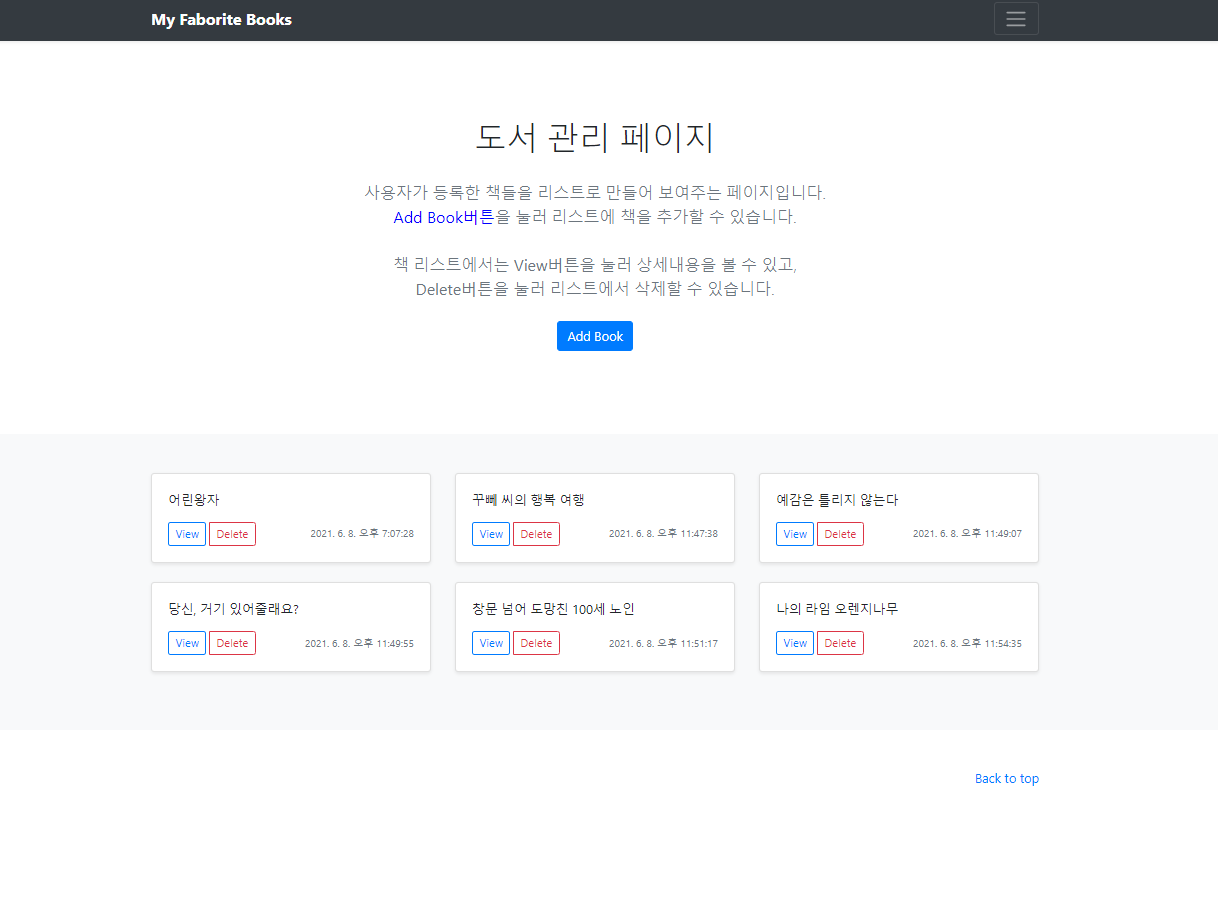 My Faborite Books
도서 관리 페이지
사용자가 등록한 책들을 리스트로 만들어 보여주는 페이지입니다.
Add Book버튼을 눌러 리스트에 책을 추가할 수 있습니다.
책 리스트에서는 View버튼을 눌러 상세내용을 볼 수 있고,
Delete버튼을 눌러 리스트에서 삭제할 수 있습니다.
Add Book
어린왕자
View Delete 2021. 6. 8. 오후 7:07:28
꾸뻬 씨의 행복 여행
View Delete 2021. 6. 8. 오후 11:47:38
예감은 틀리지 않는다
View Delete 2021. 6. 8. 오후 11:49:07
당신, 거기 있어줄래요?
View Delete 2021. 6. 8. 오후 11:49:55
창문 넘어 도망친 100세 노인
View Delete 2021. 6. 8. 오후 11:51:17
나의 라임 오렌지나무
View Delete 2021. 6. 8. 오후 11:54:35
Back to top